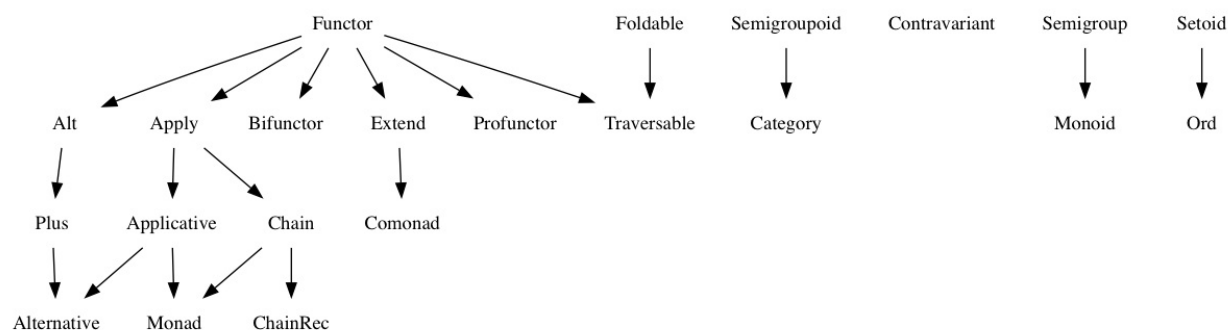 Functor Foldable Semigroupoid Contravariant Semigroup Setoid
Alt Apply Bifunctor Extend Profunctor Traversable Category Monoid Ord
Plus Applicative Chain Comonad
Alternative Monad ChainRec